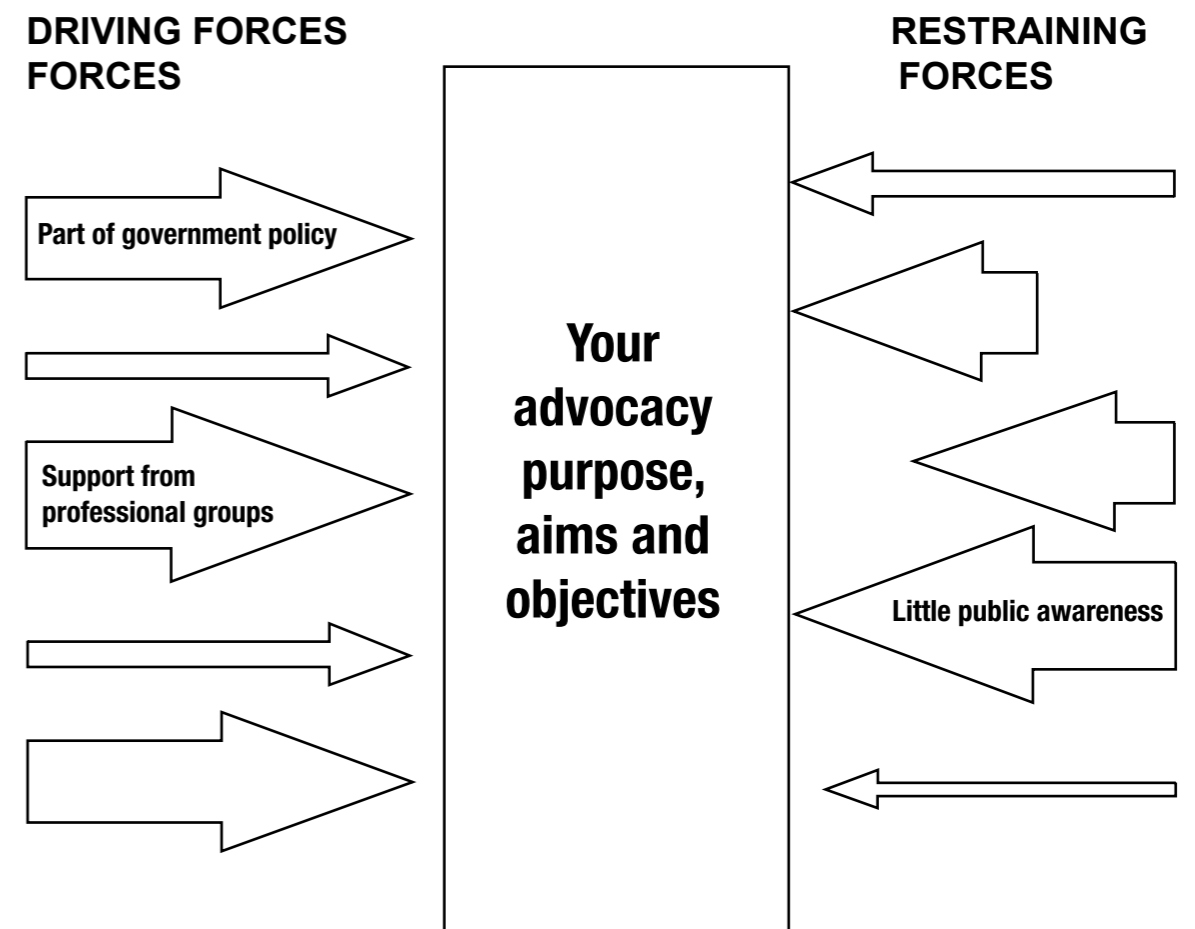 DRIVING FORCES
FORCES
RESTRAINING
FORCES
Part of government policy
Support from
professional groups
Your
advocacy
purpose,
aims and
objectives
Little public awareness